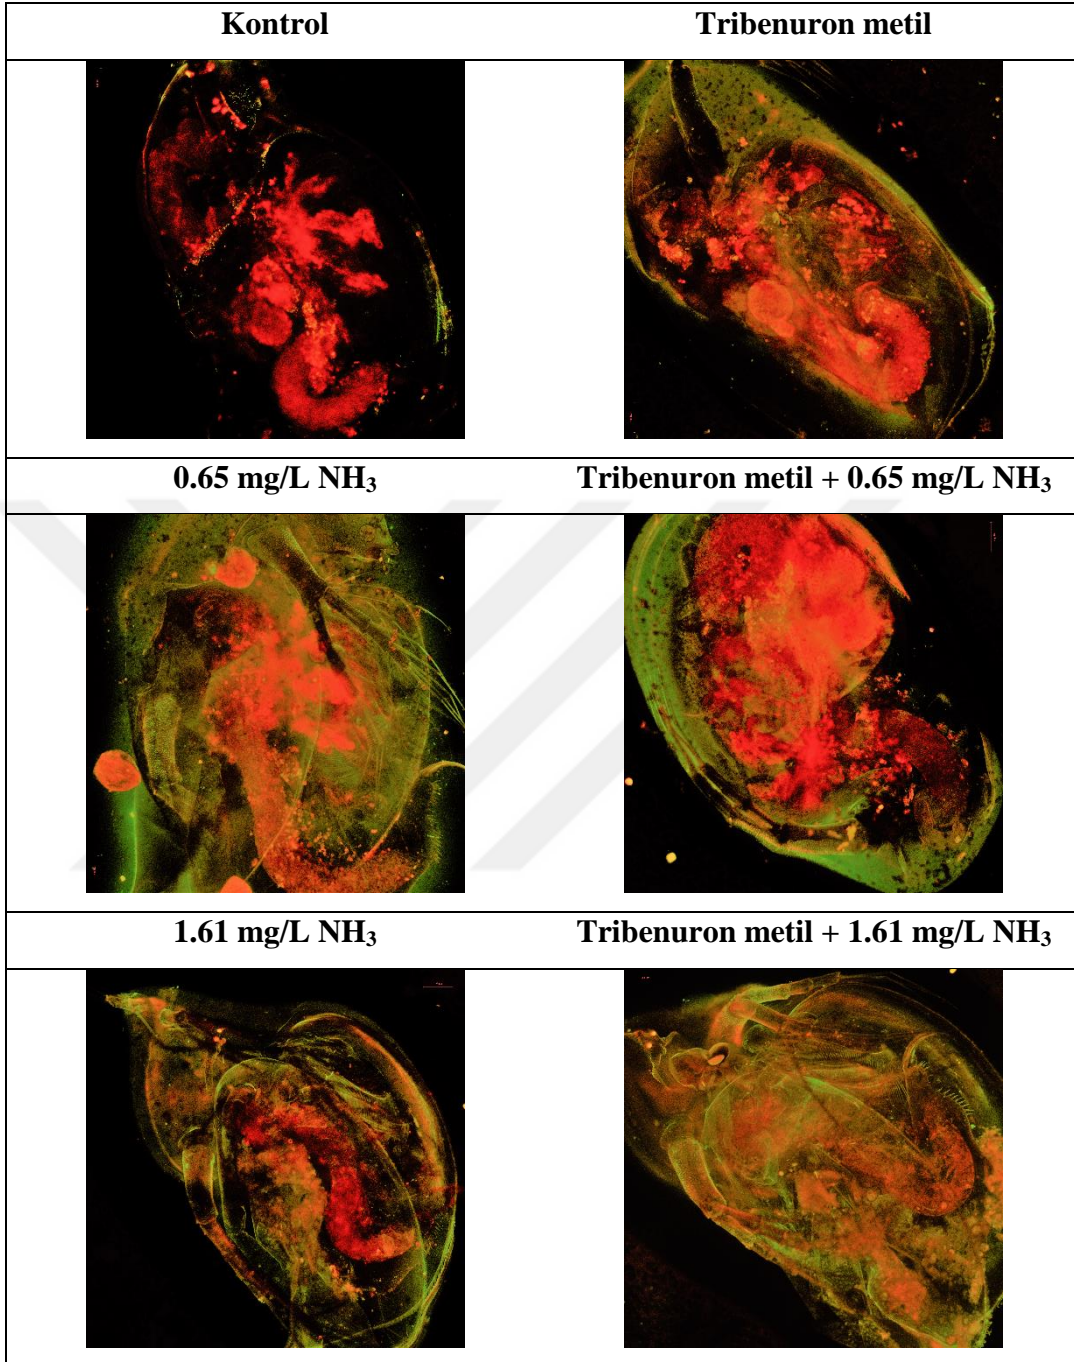 Kontrol
Tribenuron metil
0.65 mg/L NH₃
Tribenuron metil + 0.65 mg/L NH₃
1.61 mg/L NH₃
Tribenuron metil + 1.61 mg/L NH₃